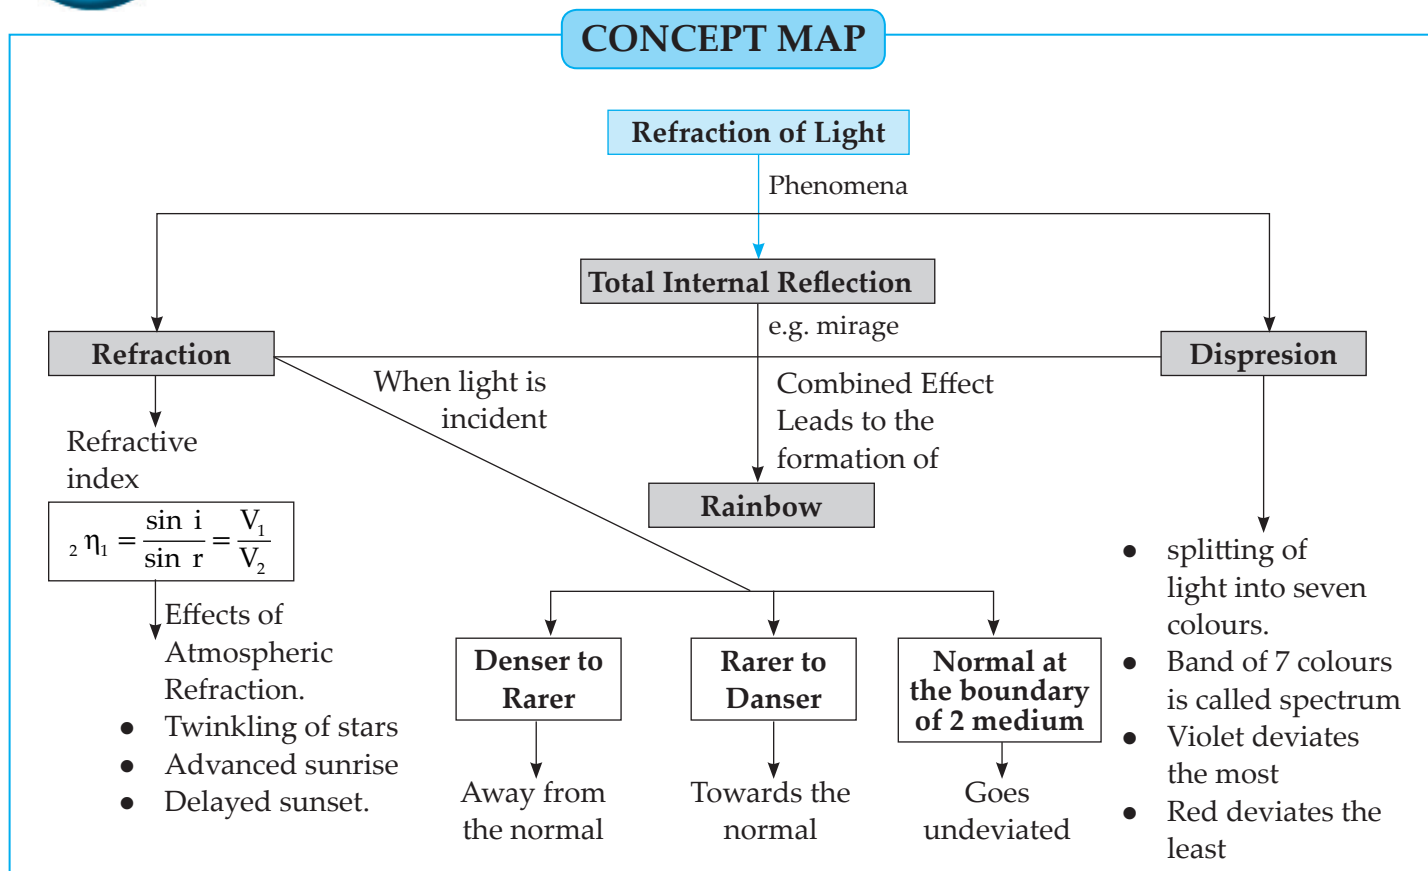 CONCEPT MAP
Refraction of Light
Phenomena
Total Internal Reflection
e.g. mirage
Refraction
Dispresion
When light is
incident
Combined Effect
Leads to the
formation of
Rainbow
Refractive
index
₂ η₁ = sin i / sin r = V₁ / V₂
Effects of
Atmospheric
Refraction.
● Twinkling of stars
● Advanced sunrise
● Delayed sunset.
Denser to
Rarer
Away from
the normal
Rarer to
Danser
Towards the
normal
Normal at
the boundary
of 2 medium
Goes
undeviated
● splitting of
light into seven
colours.
● Band of 7 colours
is called spectrum
● Violet deviates
the most
● Red deviates the
least